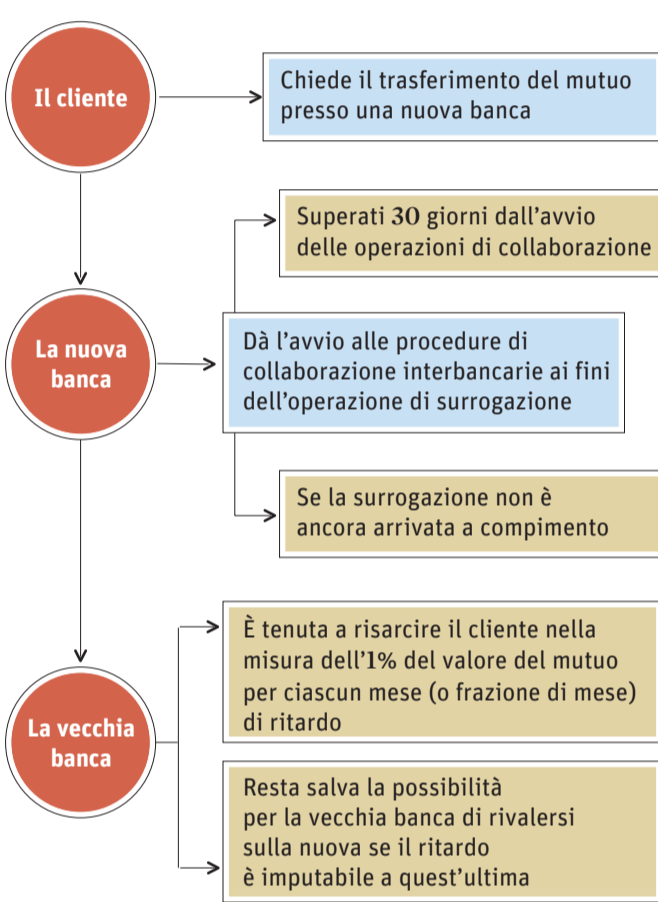 Il cliente
Chiede il trasferimento del mutuo
presso una nuova banca
Superati 30 giorni dall'avvio
delle operazioni di collaborazione
La nuova
banca
Dà l'avvio alle procedure di
collaborazione interbancarie ai fini
dell'operazione di surrogazione
Se la surrogazione non è
ancora arrivata a compimento
È tenuta a risarcire il cliente nella
misura dell'1% del valore del mutuo
per ciascun mese (o frazione di mese)
di ritardo
La vecchia
banca
Resta salva la possibilità
per la vecchia banca di rivalersi
sulla nuova se il ritardo
è imputabile a quest'ultima